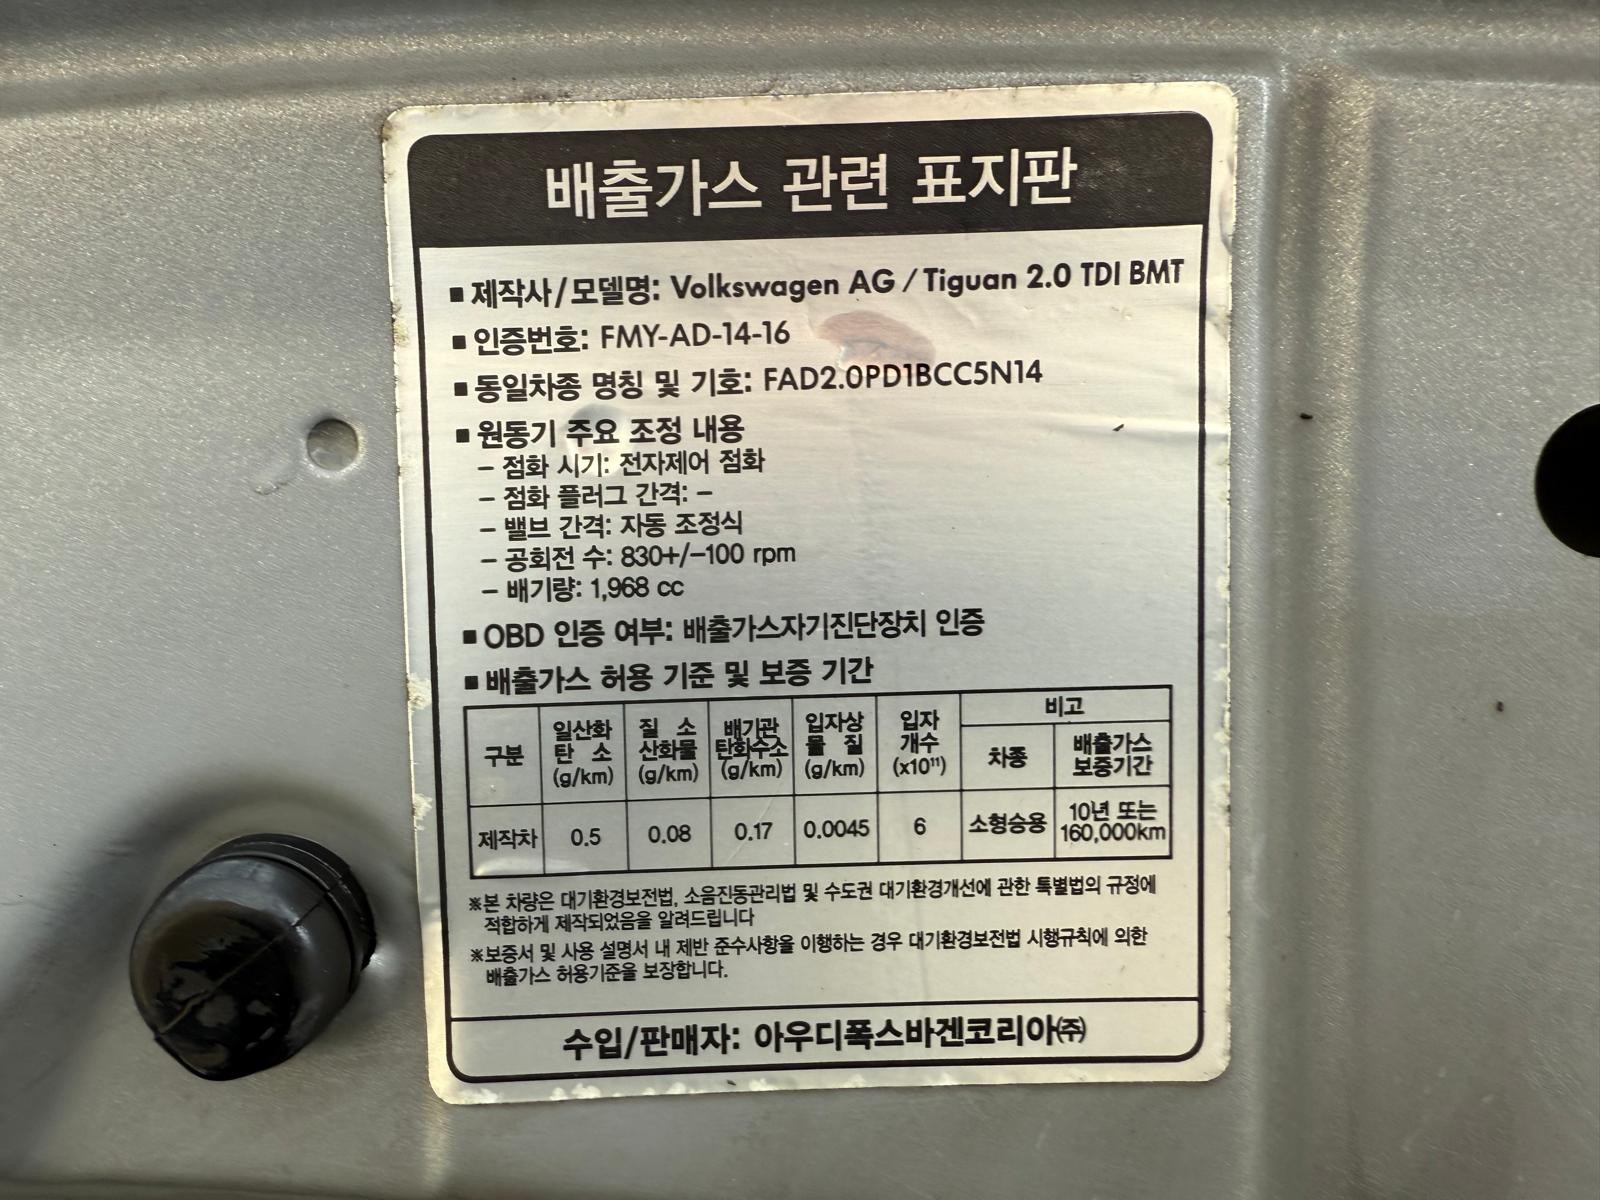 배출가스 관련 표지판
■ 제작사/모델명: Volkswagen AG / Tiguan 2.0 TDI BMT
■ 인증번호: FMY-AD-14-16
■ 동일차종 명칭 및 기호: FAD2.0PD1BCC5N14
■ 원동기 주요 조정 내용
– 점화 시기: 전자제어 점화
– 점화 플러그 간격: –
– 밸브 간격: 자동 조정식
– 공회전 수: 830+/–100 rpm
– 배기량: 1,968 cc
■ OBD 인증 여부: 배출가스자기진단장치 인증
■ 배출가스 허용 기준 및 보증 기간
구분 일산화 탄 소 (g/km) 질 소 산화물 (g/km) 배기관 탄화수소 (g/km) 입자상 물 질 (g/km) 입자 개수 (x10¹¹) 비고
차종 배출가스 보증기간
제작차 0.5 0.08 0.17 0.0045 6 소형승용 10년 또는 160,000km
※본 차량은 대기환경보전법, 소음진동관리법 및 수도권 대기환경개선에 관한 특별법의 규정에
적합하게 제작되었음을 알려드립니다
※보증서 및 사용 설명서 내 제반 준수사항을 이행하는 경우 대기환경보전법 시행규칙에 의한
배출가스 허용기준을 보장합니다.
수입/판매자: 아우디폭스바겐코리아㈜